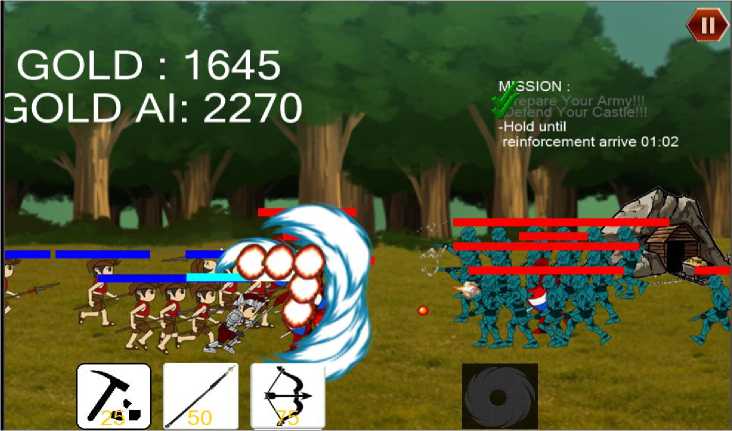 GOLD : 1645
GOLD AI: 2270
MISSION :
Prepare Your Army!!!
Defend Your Castle!!!
-Hold until
reinforcement arrive 01:02
25 50 75